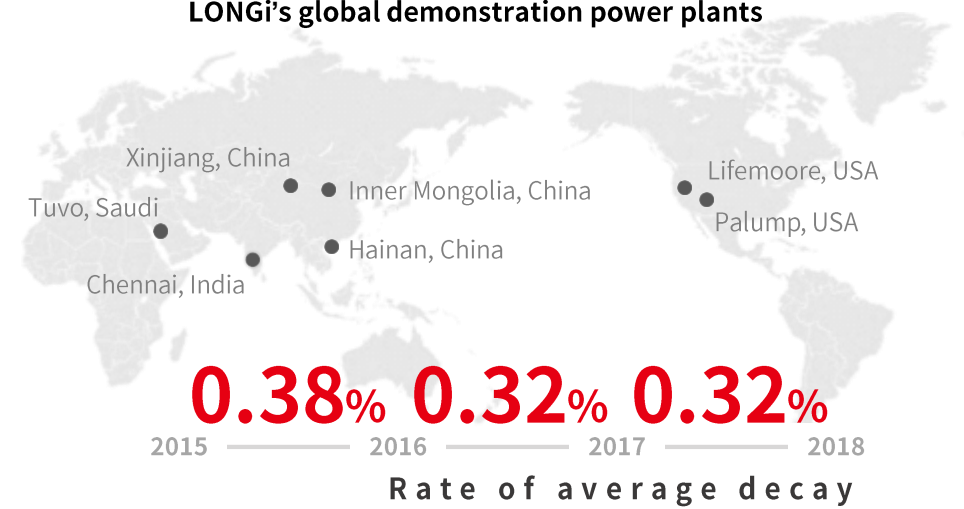 LONGi’s global demonstration power plants
Xinjiang, China
Lifemoore, USA
Inner Mongolia, China
Tuvo, Saudi
Palump, USA
Hainan, China
Chennai, India
0.38% 0.32% 0.32%
2015 2016 2017 2018
Rate of average decay